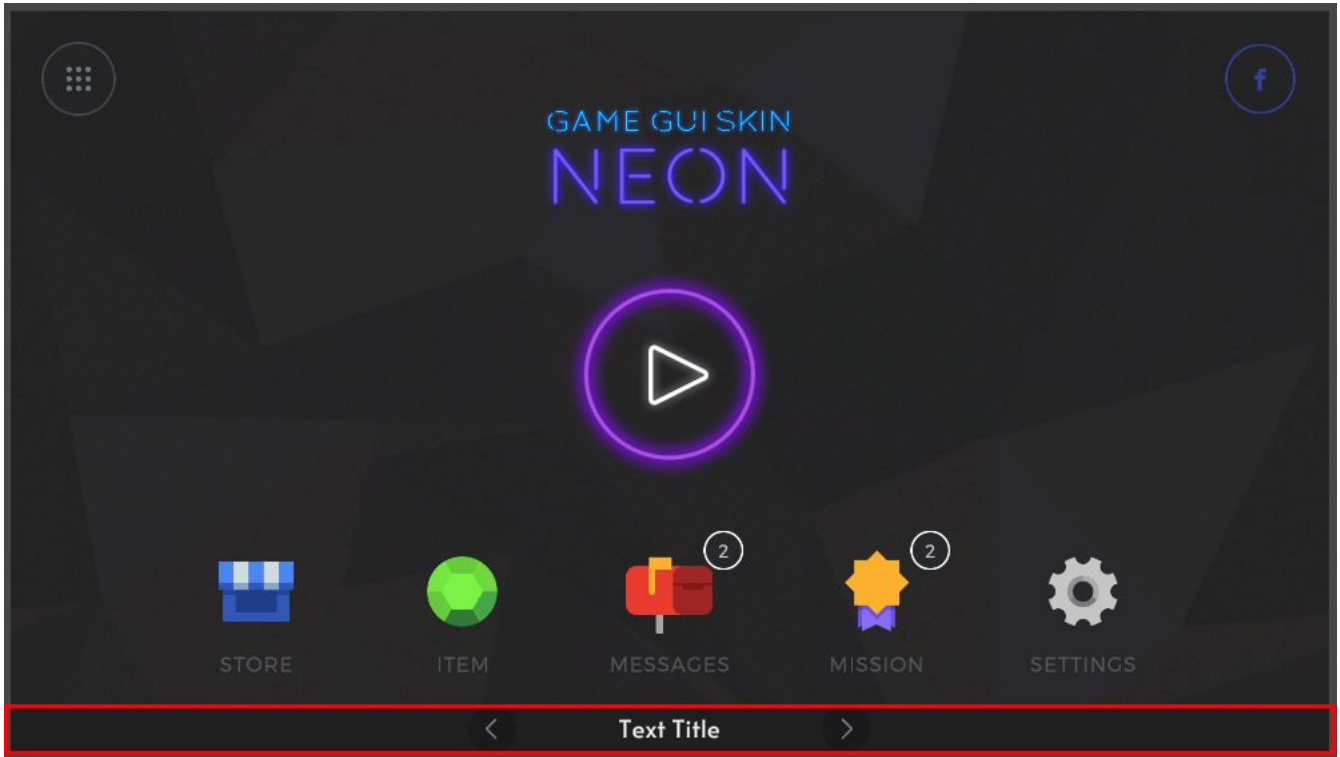 f
GAME GUI SKIN
NEON
2
2
STORE
ITEM
MESSAGES
MISSION
SETTINGS
Text Title